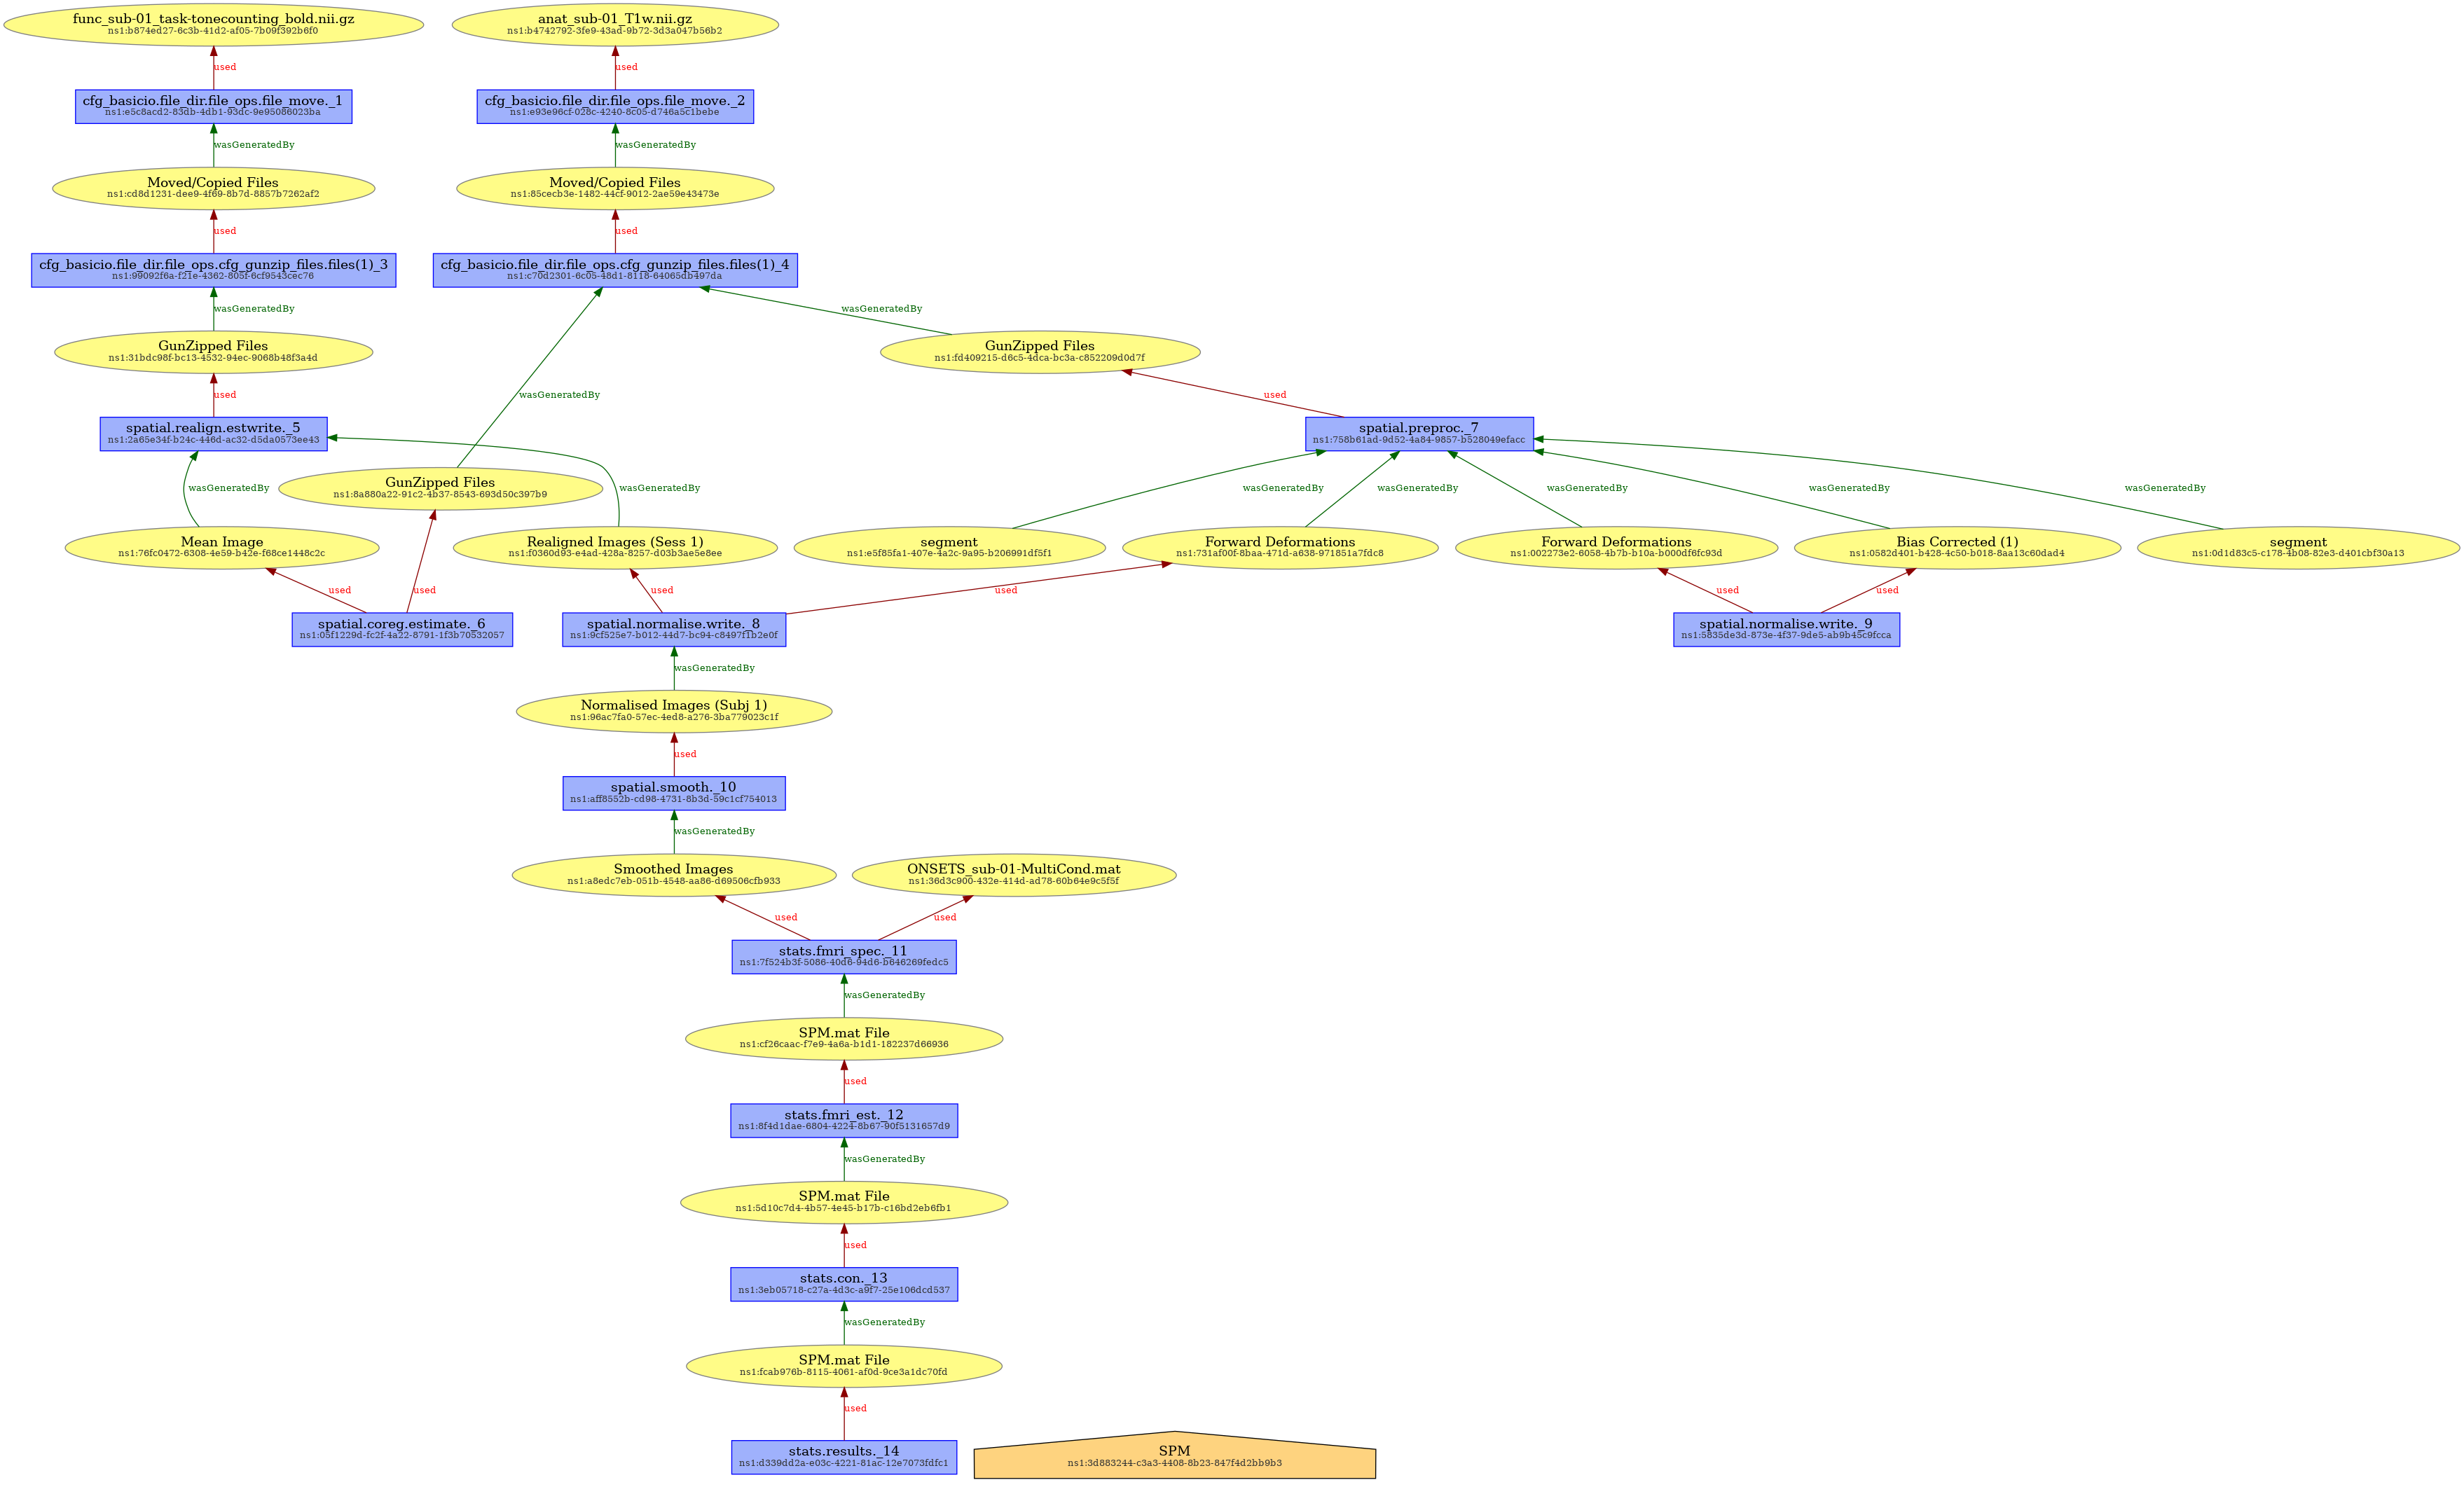 func_sub-01_task-tonecounting_bold.nii.gz
ns1:b874ed27-6c3b-41d2-af05-7b09f392b6f0
anat_sub-01_T1w.nii.gz
ns1:b4742792-3fe9-43ad-9b72-3d3a047b56b2
used
used
cfg_basicio.file_dir.file_ops.file_move._1
ns1:e5c8acd2-83db-4db1-93dc-9e95086023ba
cfg_basicio.file_dir.file_ops.file_move._2
ns1:e93e96cf-028c-4240-8c05-d746a5c1bebe
wasGeneratedBy
wasGeneratedBy
Moved/Copied Files
ns1:cd8d1231-dee9-4f69-8b7d-8857b7262af2
Moved/Copied Files
ns1:85cecb3e-1482-44cf-9012-2ae59e43473e
used
used
cfg_basicio.file_dir.file_ops.cfg_gunzip_files.files(1)_3
ns1:99092f6a-f21e-4362-805f-6cf9543cec76
cfg_basicio.file_dir.file_ops.cfg_gunzip_files.files(1)_4
ns1:c70d2301-6c05-48d1-8118-64065db497da
wasGeneratedBy
wasGeneratedBy
GunZipped Files
ns1:31bdc98f-bc13-4532-94ec-9068b48f3a4d
GunZipped Files
ns1:fd409215-d6c5-4dca-bc3a-c852209d0d7f
used
wasGeneratedBy
used
spatial.realign.estwrite._5
ns1:2a65e34f-b24c-446d-ac32-d5da0573ee43
spatial.preproc._7
ns1:758b61ad-9d52-4a84-9857-b528049efacc
wasGeneratedBy
GunZipped Files
ns1:8a880a22-91c2-4b37-8543-693d50c397b9
wasGeneratedBy
wasGeneratedBy
wasGeneratedBy
wasGeneratedBy
wasGeneratedBy
wasGeneratedBy
Mean Image
ns1:76fc0472-6308-4e59-b42e-f68ce1448c2c
Realigned Images (Sess 1)
ns1:f0360d93-e4ad-428a-8257-d03b3ae5e8ee
segment
ns1:e5f85fa1-407e-4a2c-9a95-b206991df5f1
Forward Deformations
ns1:731af00f-8baa-471d-a638-971851a7fdc8
Forward Deformations
ns1:002273e2-6058-4b7b-b10a-b000df6fc93d
Bias Corrected (1)
ns1:0582d401-b428-4c50-b018-8aa13c60dad4
segment
ns1:0d1d83c5-c178-4b08-82e3-d401cbf30a13
used
used
used
used
used
used
spatial.coreg.estimate._6
ns1:05f1229d-fc2f-4a22-8791-1f3b70532057
spatial.normalise.write._8
ns1:9cf525e7-b012-44d7-bc94-c8497f1b2e0f
spatial.normalise.write._9
ns1:5835de3d-873e-4f37-9de5-ab9b45c9fcca
wasGeneratedBy
Normalised Images (Subj 1)
ns1:96ac7fa0-57ec-4ed8-a276-3ba779023c1f
used
spatial.smooth._10
ns1:aff8552b-cd98-4731-8b3d-59c1cf754013
wasGeneratedBy
Smoothed Images
ns1:a8edc7eb-051b-4548-aa86-d69506cfb933
ONSETS_sub-01-MultiCond.mat
ns1:36d3c900-432e-414d-ad78-60b64e9c5f5f
used
used
stats.fmri_spec._11
ns1:7f524b3f-5086-40d6-94d6-b646269fedc5
wasGeneratedBy
SPM.mat File
ns1:cf26caac-f7e9-4a6a-b1d1-182237d66936
used
stats.fmri_est._12
ns1:8f4d1dae-6804-4224-8b67-90f5131657d9
wasGeneratedBy
SPM.mat File
ns1:5d10c7d4-4b57-4e45-b17b-c16bd2eb6fb1
used
stats.con._13
ns1:3eb05718-c27a-4d3c-a9f7-25e106dcd537
wasGeneratedBy
SPM.mat File
ns1:fcab976b-8115-4061-af0d-9ce3a1dc70fd
used
stats.results._14
ns1:d339dd2a-e03c-4221-81ac-12e7073fdfc1
SPM
ns1:3d883244-c3a3-4408-8b23-847f4d2bb9b3